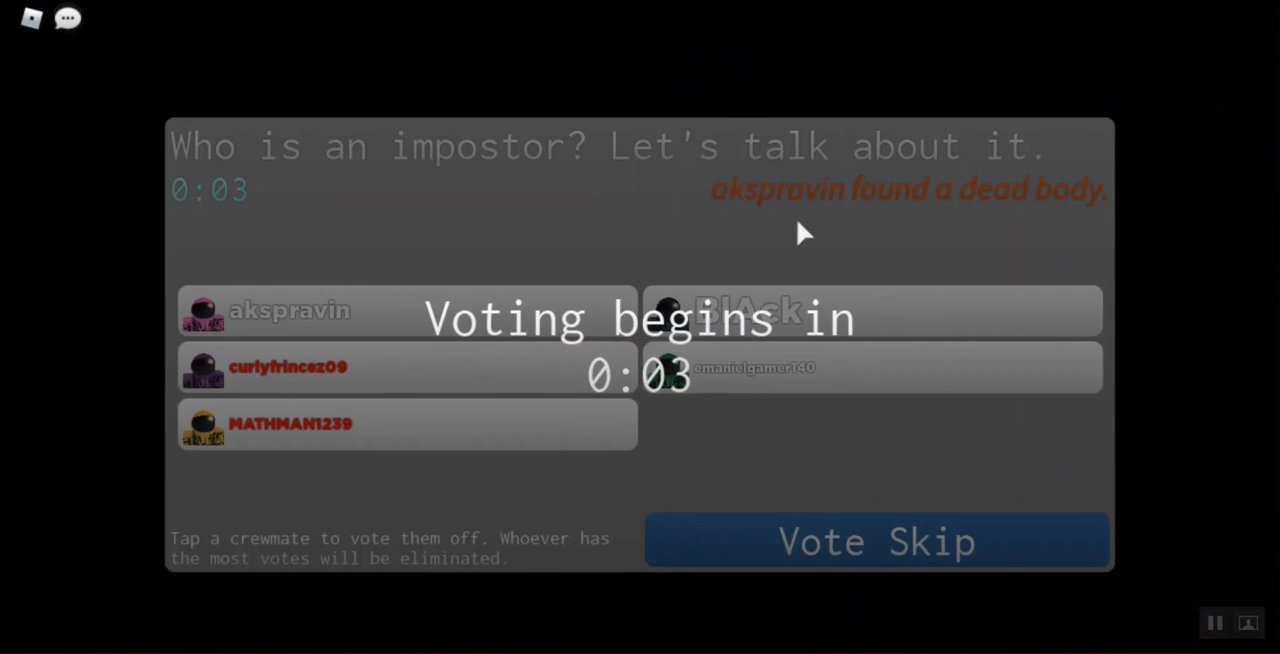 Who is an impostor? Let's talk about it.
0:03
akspravin found a dead body.
akspravin
BlAck
Voting begins in
0:03
curlyfrincez09
emanielgamer140
MATHMAN1239
Tap a crewmate to vote them off. Whoever has
the most votes will be eliminated.
Vote Skip